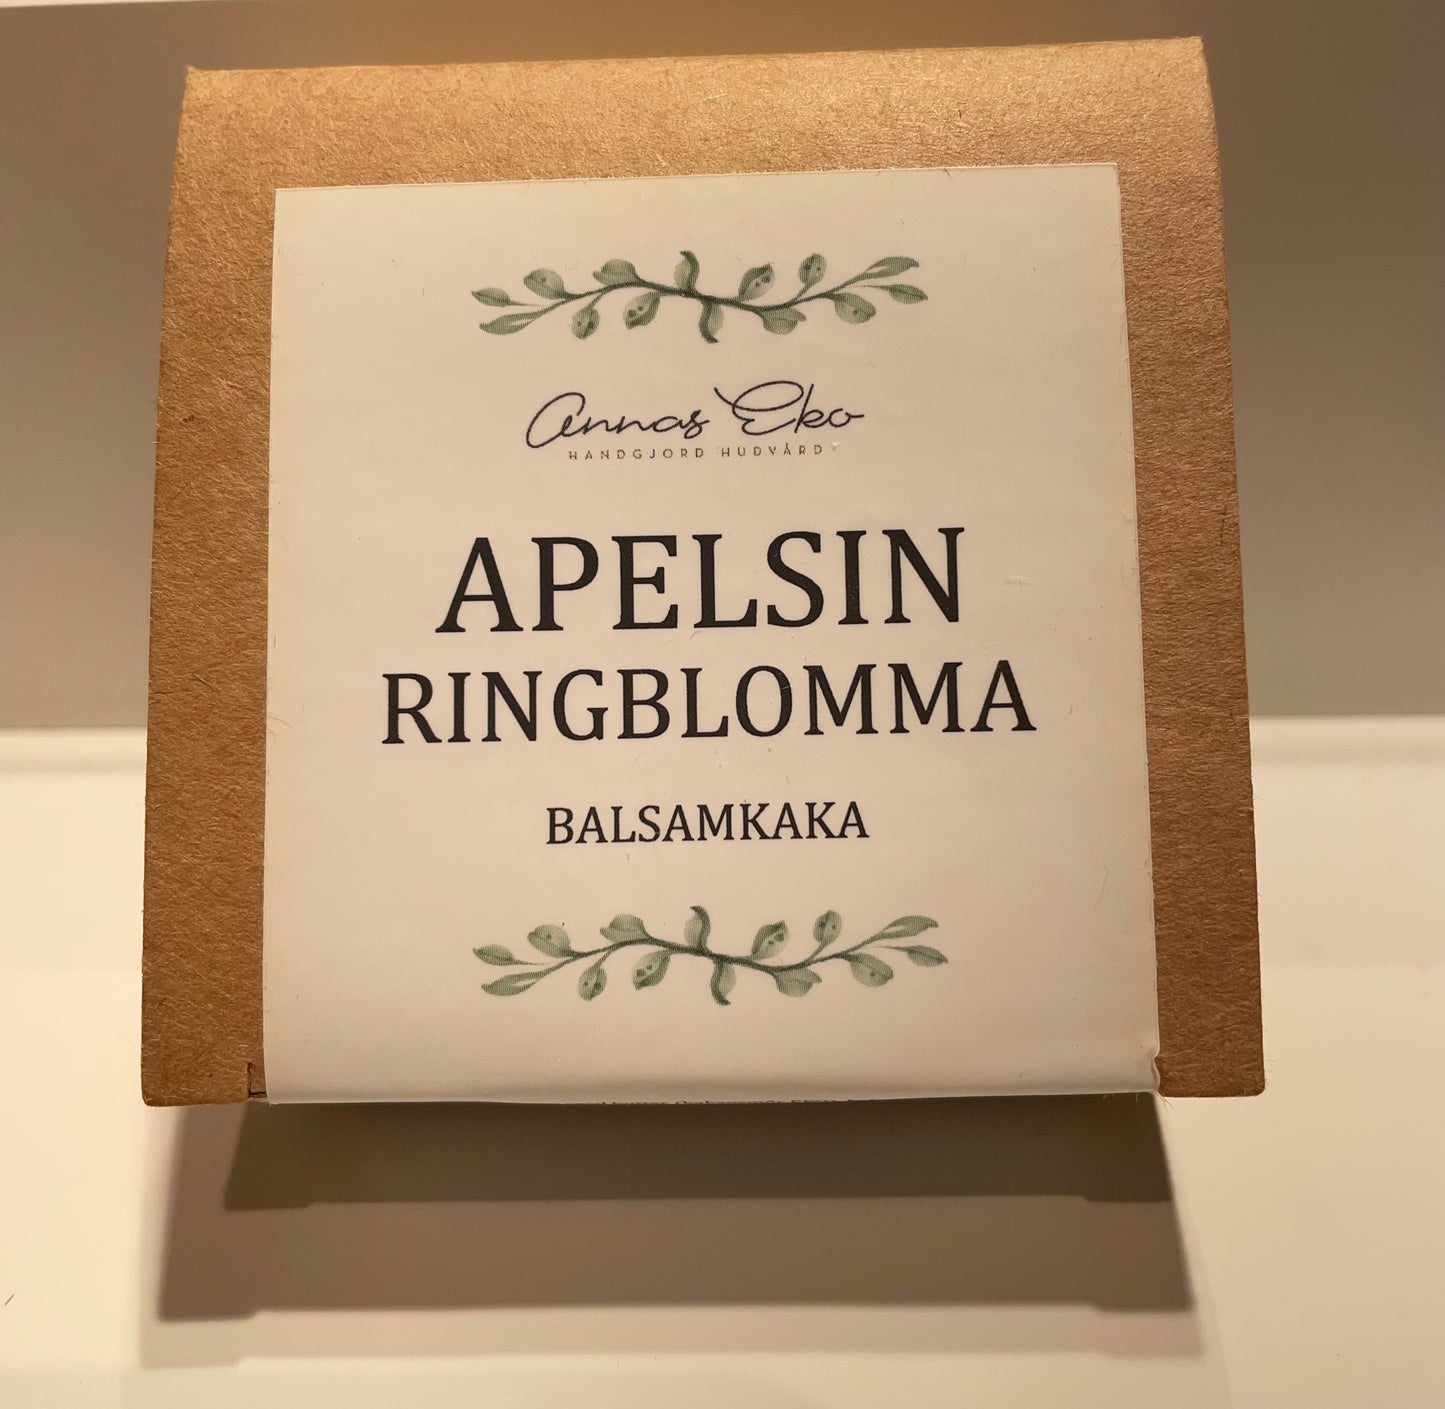 Annas Eko
HANDGJORD HUDVÅRD
APELSIN
RINGBLOMMA
BALSAMKAKA